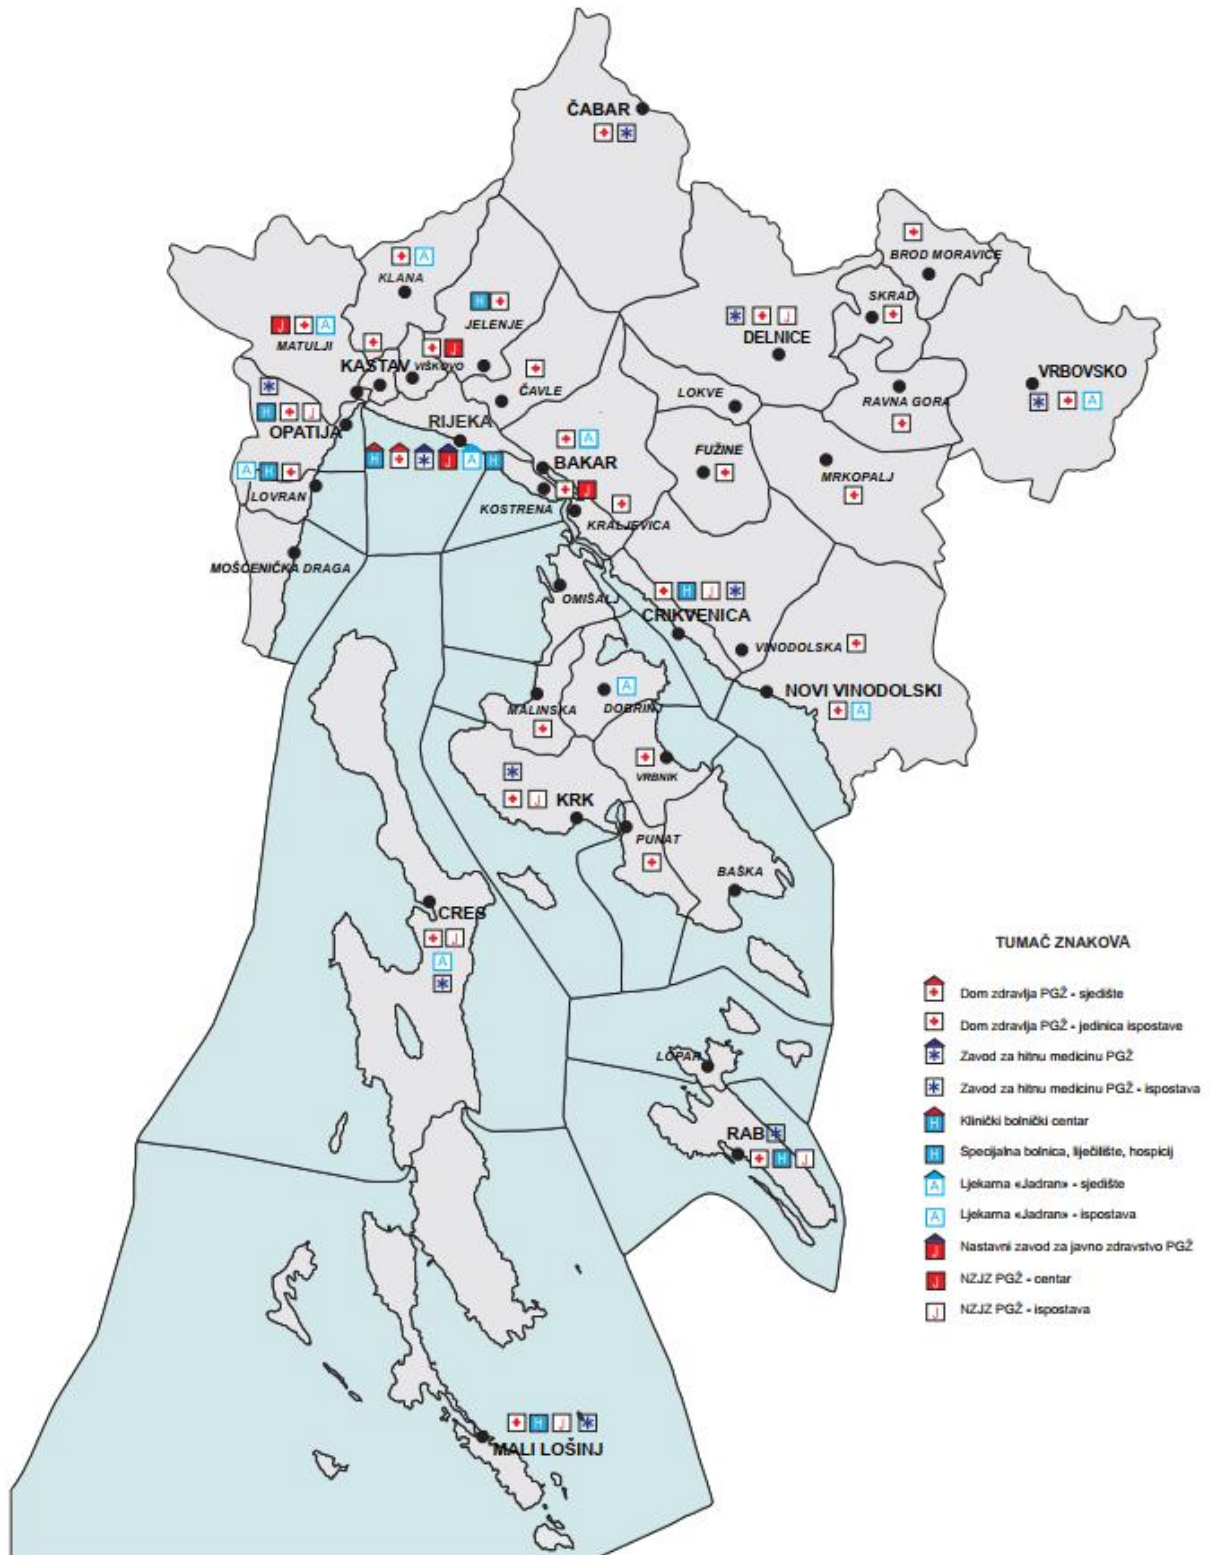 ČABAR
BROD MORAVICE
KLANA
SKRAD
JELENJE
DELNICE
MATULJI
KASTAV
VIŠKOVO
VRBOVSKO
ČAVLE
LOKVE
RAVNA GORA
OPATIJA
RIJEKA
BAKAR
FUŽINE
MRKOPALJ
LOVRAN
KOSTRENA
KRALJEVICA
MOŠĆENIČKA DRAGA
OMIŠALJ
CRIKVENICA
VINODOLSKA
NOVI VINODOLSKI
MALINSKA
DOBRINJ
VRBNIK
KRK
PUNAT
BAŠKA
CRES
LOPAR
RAB
MALI LOŠINJ
TUMAČ ZNAKOVA
Dom zdravlja PGŽ - sjedište
Dom zdravlja PGŽ - jedinica ispostave
Zavod za hitnu medicinu PGŽ
Zavod za hitnu medicinu PGŽ - ispostava
H Klinički bolnički centar
H Specijalna bolnica, liječilište, hospicij
A Ljekarna «Jadran» - sjedište
A Ljekarna «Jadran» - ispostava
J Nastavni zavod za javno zdravstvo PGŽ
J NZJZ PGŽ - centar
J NZJZ PGŽ - ispostava